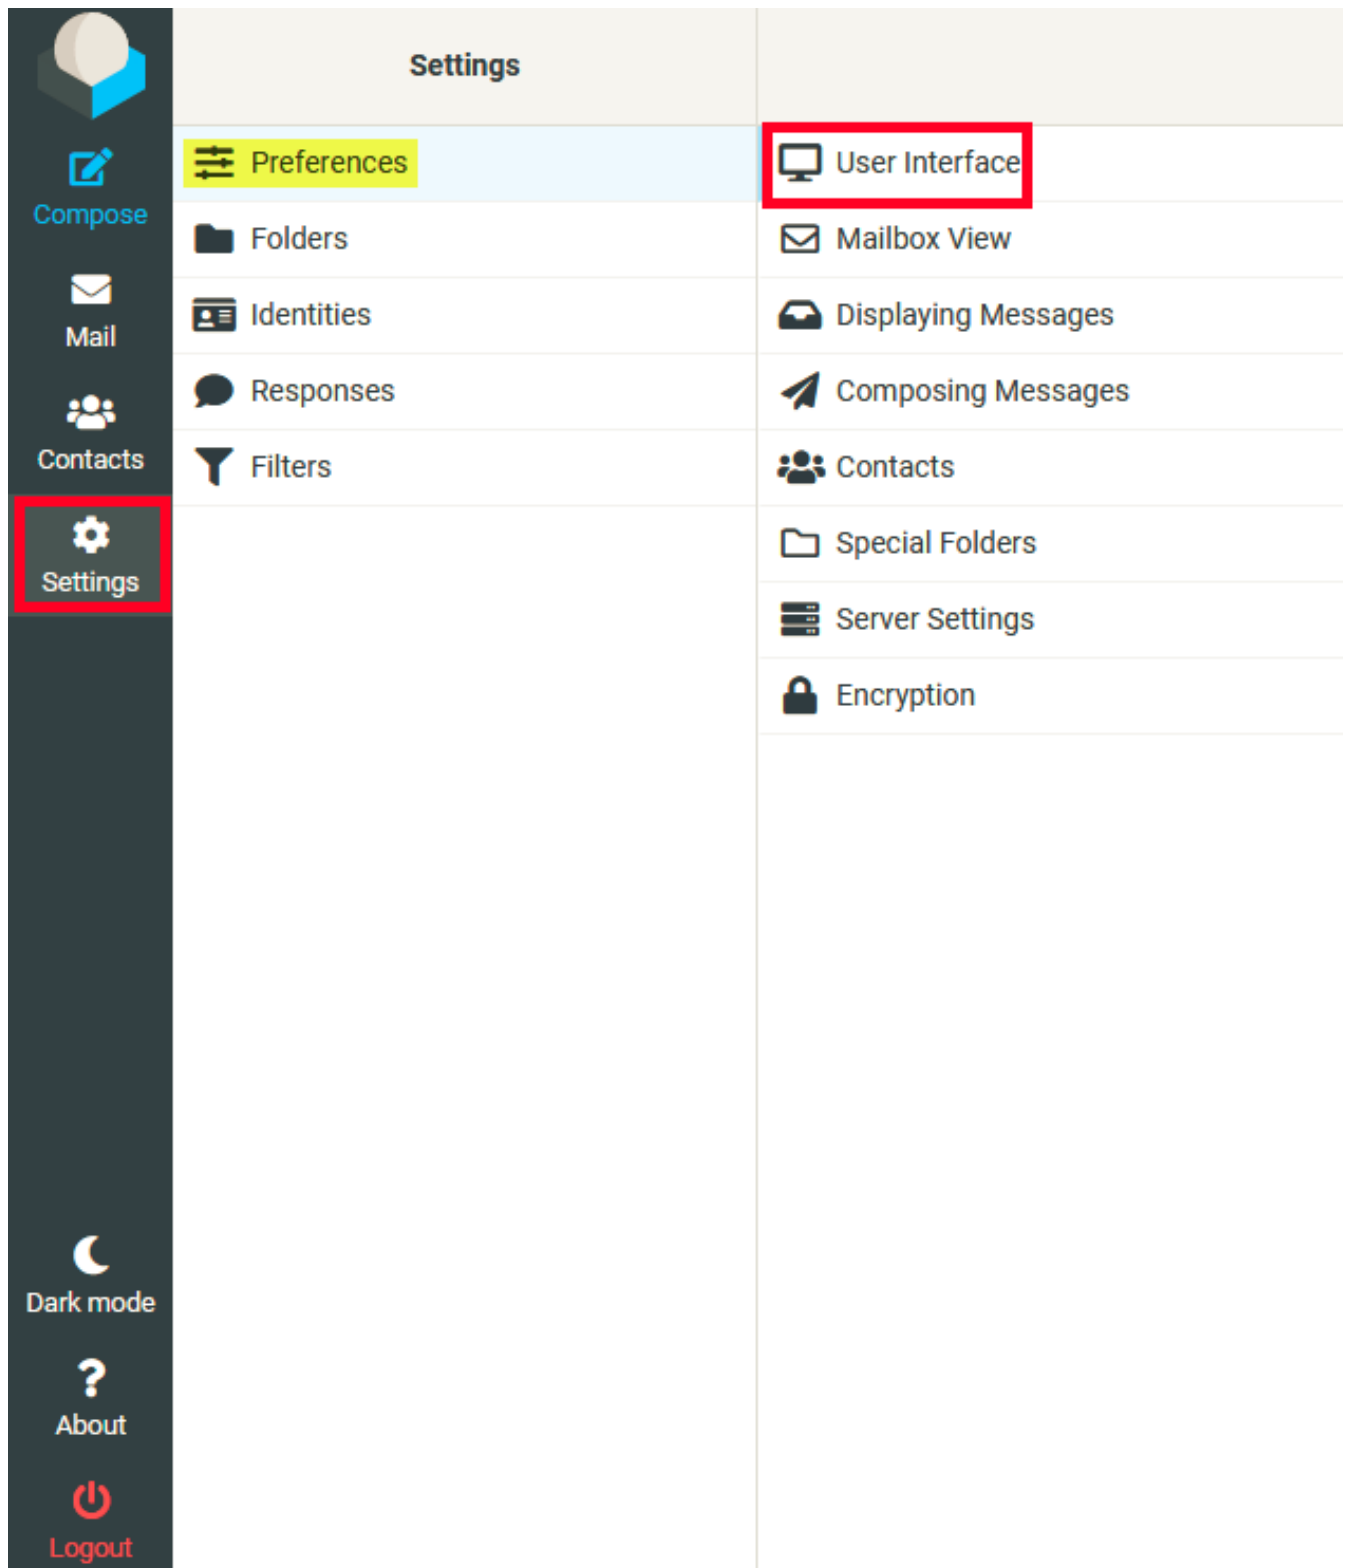 Compose
Mail
Contacts
Settings
Dark mode
About
Logout
Settings
Preferences
Folders
Identities
Responses
Filters
User Interface
Mailbox View
Displaying Messages
Composing Messages
Contacts
Special Folders
Server Settings
Encryption